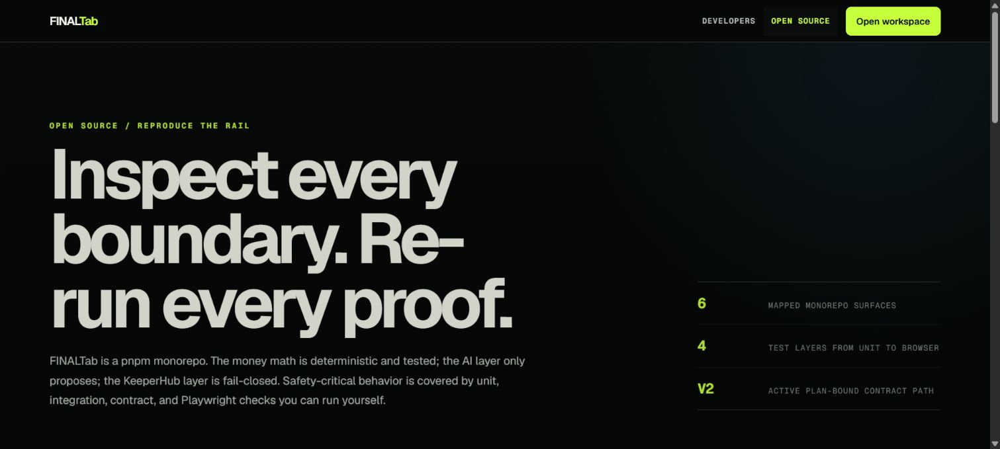 FINALTab
DEVELOPERS
OPEN SOURCE
Open workspace
OPEN SOURCE / REPRODUCE THE RAIL
Inspect every
boundary. Re-
run every proof.
FINALTab is a pnpm monorepo. The money math is deterministic and tested; the AI layer only
proposes; the KeeperHub layer is fail-closed. Safety-critical behavior is covered by unit,
integration, contract, and Playwright checks you can run yourself.
6 MAPPED MONOREPO SURFACES
4 TEST LAYERS FROM UNIT TO BROWSER
V2 ACTIVE PLAN-BOUND CONTRACT PATH